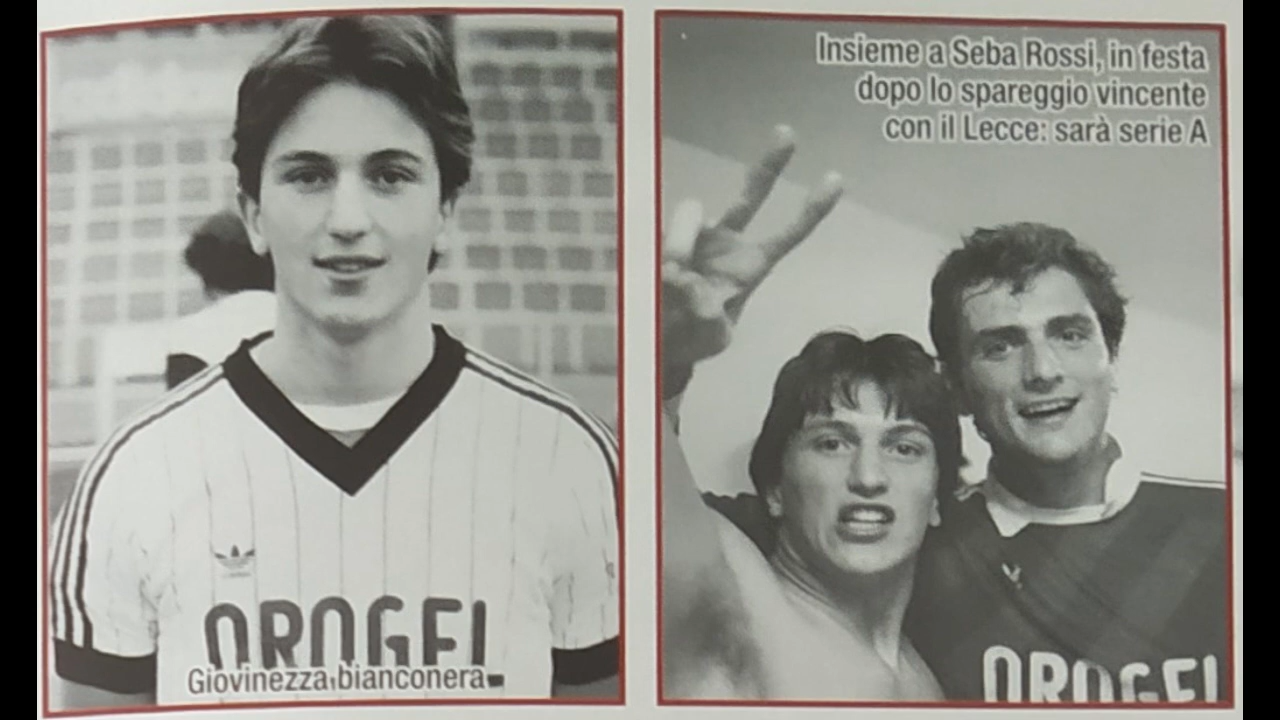 OROGEL
Giovinezza bianconera
Insieme a Seba Rossi, in festa
dopo lo spareggio vincente
con il Lecce: sarà serie A
OROGEL